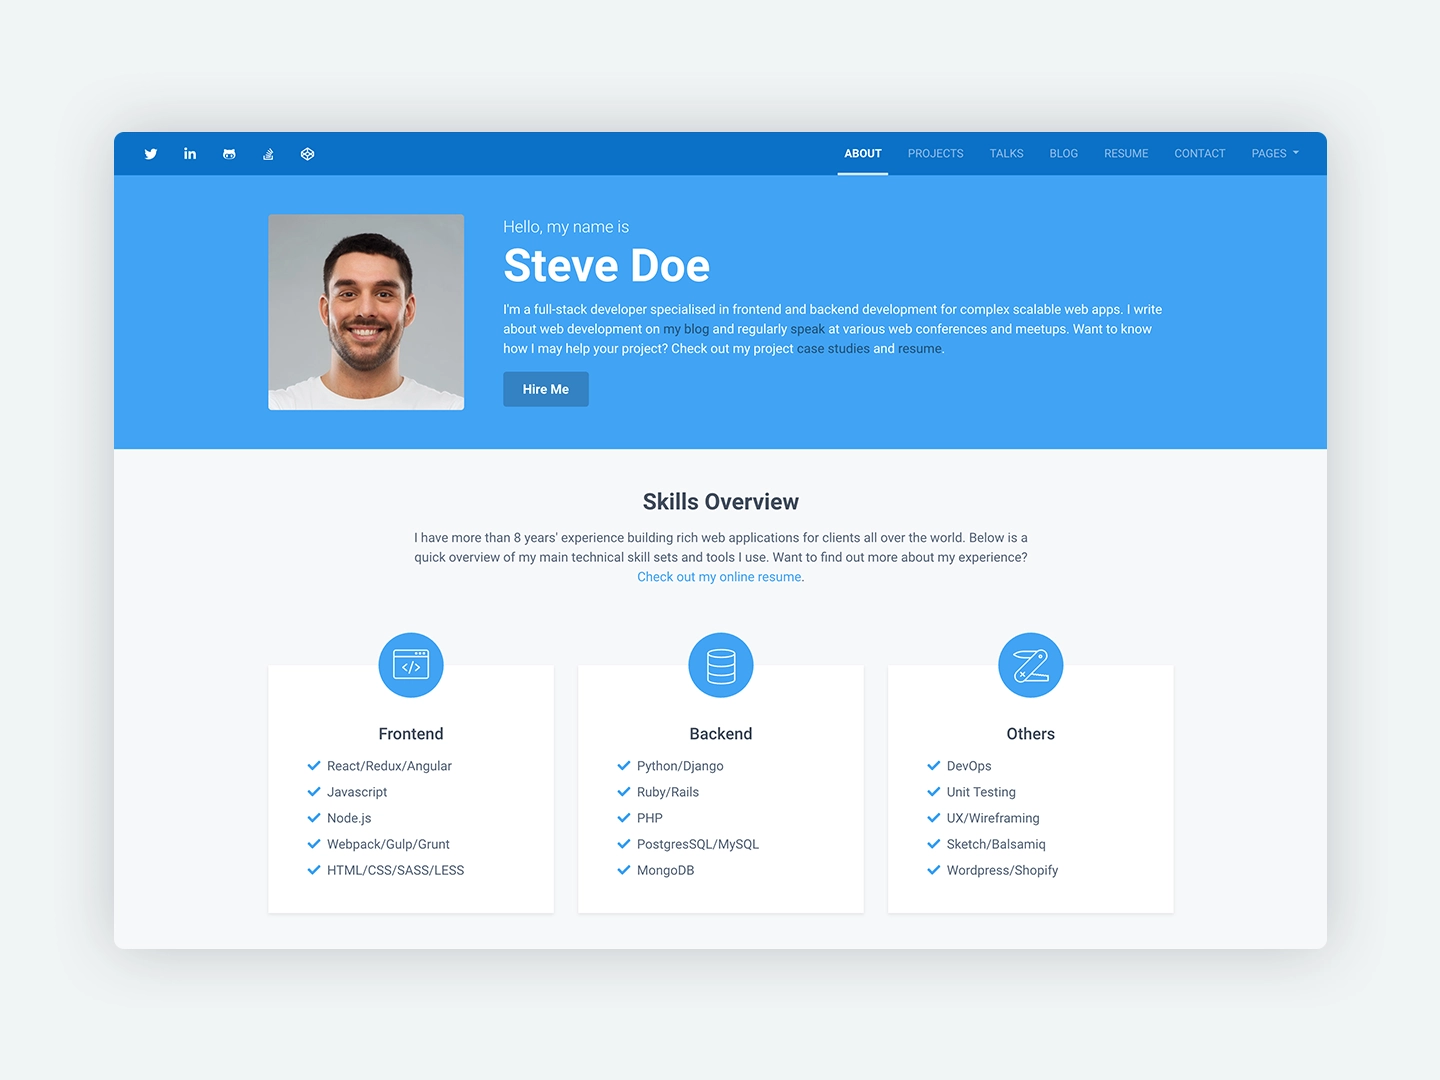 ABOUT PROJECTS TALKS BLOG RESUME CONTACT PAGES
Hello, my name is
Steve Doe
I'm a full-stack developer specialised in frontend and backend development for complex scalable web apps. I write
about web development on my blog and regularly speak at various web conferences and meetups. Want to know
how I may help your project? Check out my project case studies and resume.
Hire Me
Skills Overview
I have more than 8 years' experience building rich web applications for clients all over the world. Below is a
quick overview of my main technical skill sets and tools I use. Want to find out more about my experience?
Check out my online resume.
Frontend
React/Redux/Angular
Javascript
Node.js
Webpack/Gulp/Grunt
HTML/CSS/SASS/LESS
Backend
Python/Django
Ruby/Rails
PHP
PostgresSQL/MySQL
MongoDB
Others
DevOps
Unit Testing
UX/Wireframing
Sketch/Balsamiq
Wordpress/Shopify